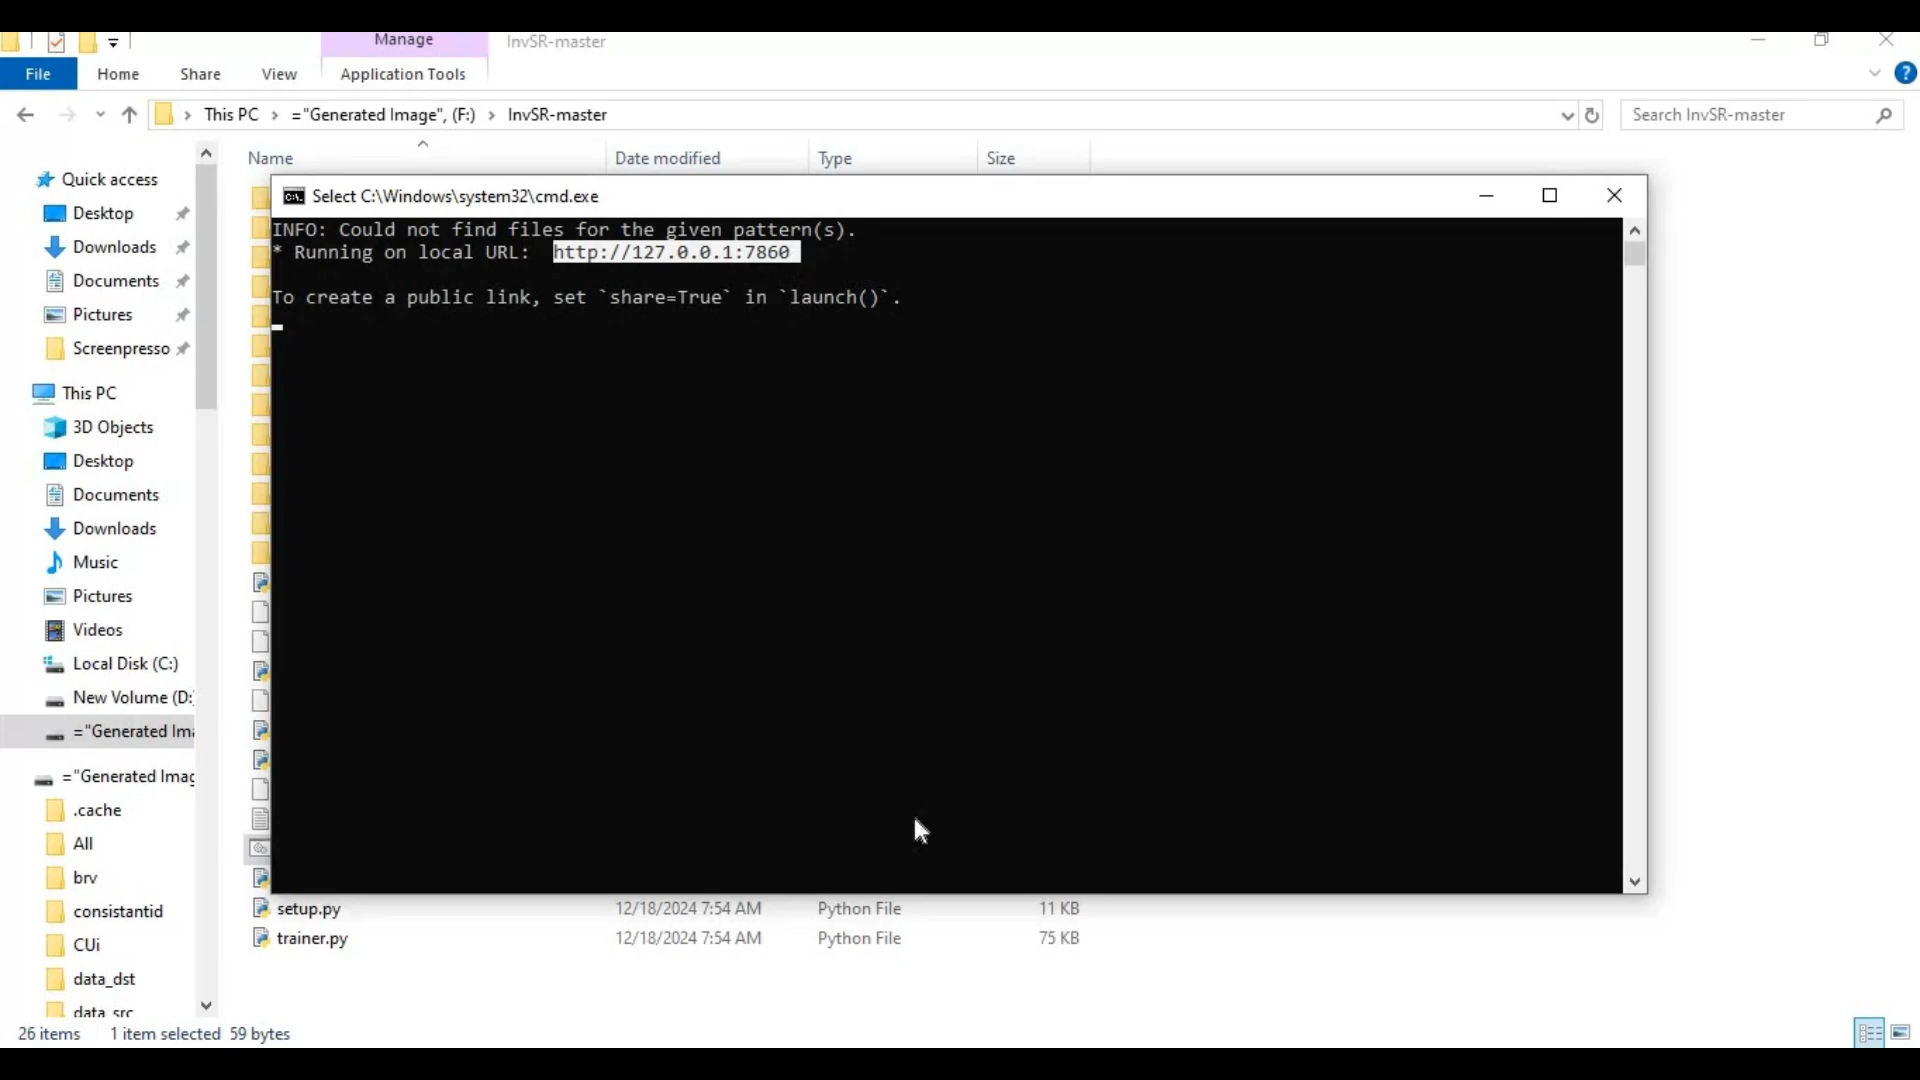 Manage
InvSR-master
File
Home
Share
View
Application Tools
This PC
="Generated Image", (F:)
InvSR-master
Search InvSR-master
Name
Date modified
Type
Size
Select C:\Windows\system32\cmd.exe
INFO: Could not find files for the given pattern(s).
* Running on local URL: http://127.0.0.1:7860
To create a public link, set `share=True` in `launch()`.
Quick access
Desktop
Downloads
Documents
Pictures
Screenpresso
This PC
3D Objects
Desktop
Documents
Downloads
Music
Pictures
Videos
Local Disk (C:)
New Volume (D:
="Generated Ima
="Generated Imag
.cache
All
brv
consistantid
CUi
data_dst
data_src
setup.py 12/18/2024 7:54 AM Python File 11 KB
trainer.py 12/18/2024 7:54 AM Python File 75 KB
26 items 1 item selected 59 bytes